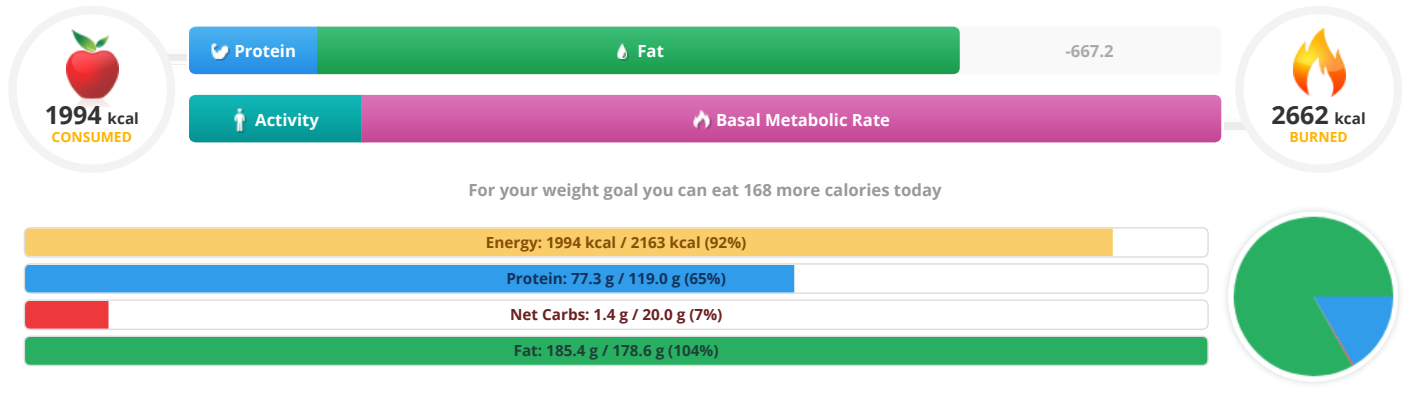 Protein
Fat
-667.2
1994 kcal
CONSUMED
2662 kcal
BURNED
Activity
Basal Metabolic Rate
For your weight goal you can eat 168 more calories today
Energy: 1994 kcal / 2163 kcal (92%)
Protein: 77.3 g / 119.0 g (65%)
Net Carbs: 1.4 g / 20.0 g (7%)
Fat: 185.4 g / 178.6 g (104%)